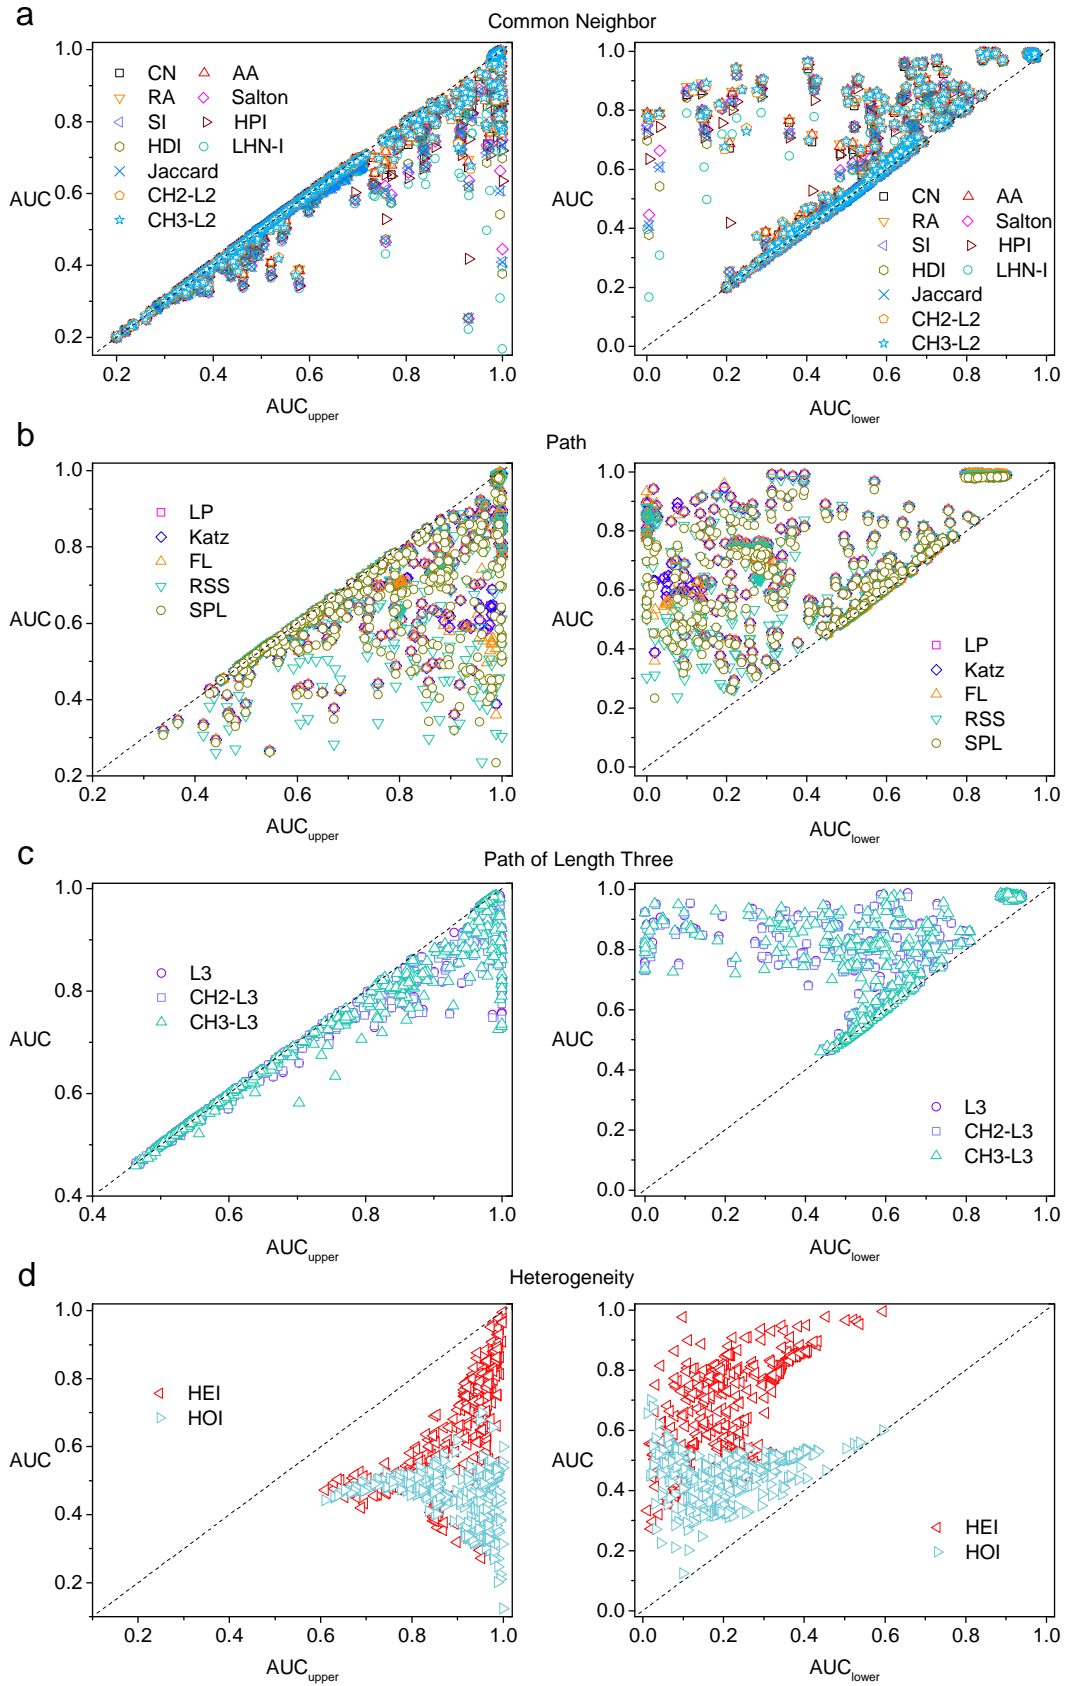 a
Common Neighbor
1.0
0.8
0.6
0.4
0.2
AUC
CN
AA
RA
Salton
SI
HPI
HDI
LHN-I
Jaccard
CH2-L2
CH3-L2
0.2 0.4 0.6 0.8 1.0
AUCupper
1.0
0.8
0.6
0.4
0.2
0.0
AUC
CN
AA
RA
Salton
SI
HPI
HDI
LHN-I
Jaccard
CH2-L2
CH3-L2
0.0 0.2 0.4 0.6 0.8 1.0
AUClower
b
Path
1.0
0.8
0.6
0.4
0.2
AUC
LP
Katz
FL
RSS
SPL
0.2 0.4 0.6 0.8 1.0
AUCupper
1.0
0.8
0.6
0.4
0.2
0.0
AUC
LP
Katz
FL
RSS
SPL
0.0 0.2 0.4 0.6 0.8 1.0
AUClower
c
Path of Length Three
1.0
0.8
0.6
0.4
AUC
L3
CH2-L3
CH3-L3
0.4 0.6 0.8 1.0
AUCupper
1.0
0.8
0.6
0.4
0.2
0.0
AUC
L3
CH2-L3
CH3-L3
0.0 0.2 0.4 0.6 0.8 1.0
AUClower
d
Heterogeneity
1.0
0.8
0.6
0.4
0.2
AUC
HEI
HOI
0.2 0.4 0.6 0.8 1.0
AUCupper
1.0
0.8
0.6
0.4
0.2
0.0
AUC
HEI
HOI
0.0 0.2 0.4 0.6 0.8 1.0
AUClower